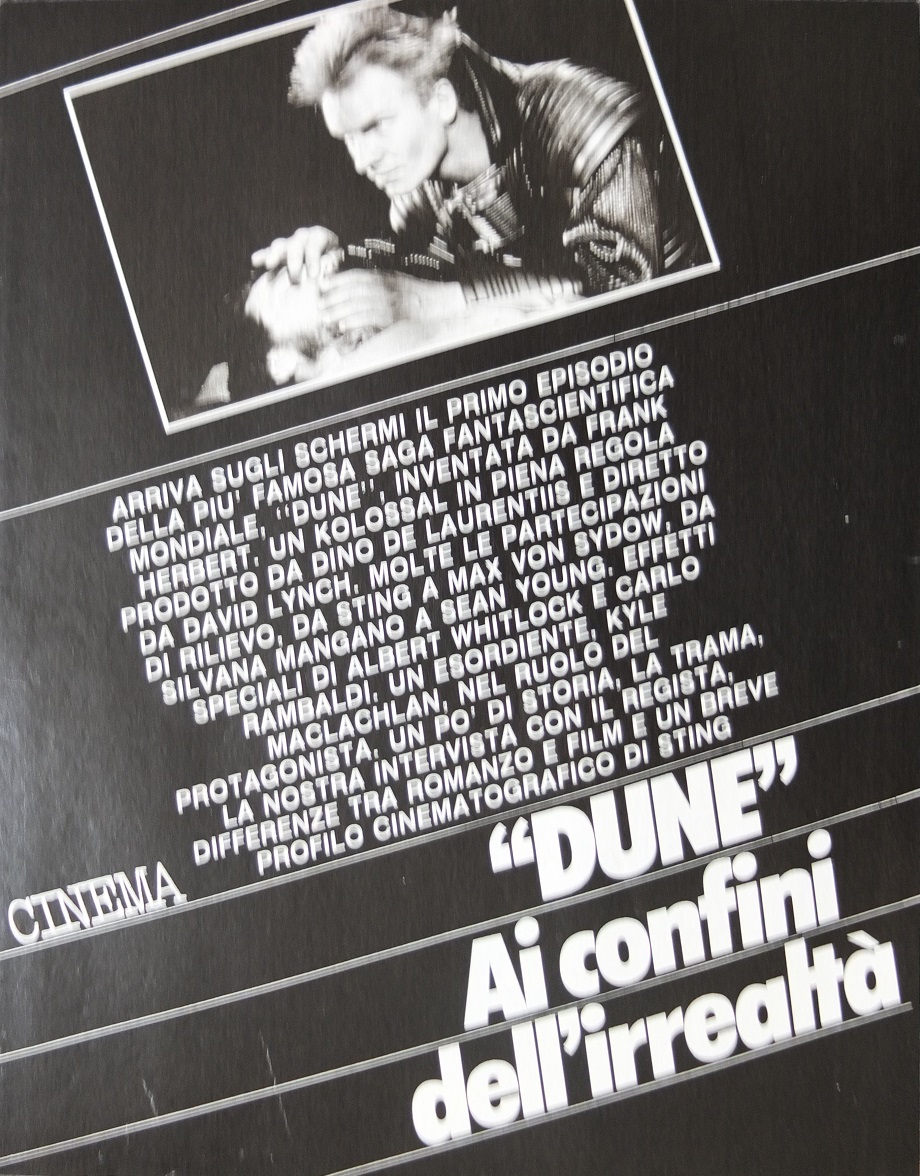 ARRIVA SUGLI SCHERMI IL PRIMO EPISODIO
DELLA PIU' FAMOSA SAGA FANTASCIENTIFICA
MONDIALE, “DUNE”, INVENTATA DA FRANK
HERBERT. UN KOLOSSAL IN PIENA REGOLA
PRODOTTO DA DINO DE LAURENTIIS E DIRETTO
DA DAVID LYNCH. MOLTE LE PARTECIPAZIONI
DI RILIEVO, DA STING A MAX VON SYDOW, DA
SILVANA MANGANO A SEAN YOUNG. EFFETTI
SPECIALI DI ALBERT WHITLOCK E CARLO
RAMBALDI. UN ESORDIENTE, KYLE
MACLACHLAN, NEL RUOLO DEL
PROTAGONISTA. UN PO' DI STORIA, LA TRAMA,
LA NOSTRA INTERVISTA CON IL REGISTA,
DIFFERENZE TRA ROMANZO E FILM E UN BREVE
PROFILO CINEMATOGRAFICO DI STING
CINEMA
“DUNE”
Ai confini
dell'irrealtà